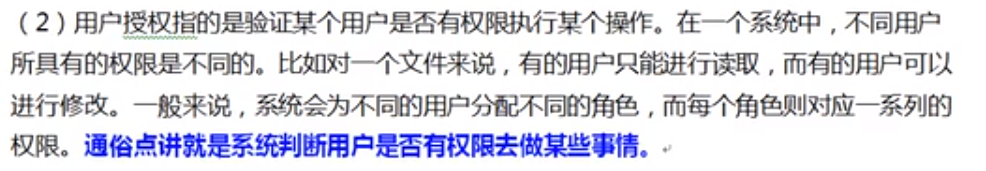 （2）用户授权指的是验证某个用户是否有权限执行某个操作。在一个系统中，不同用户
所具有的权限是不同的。比如对一个文件来说，有的用户只能进行读取，而有的用户可以
进行修改。一般来说，系统会为不同的用户分配不同的角色，而每个角色则对应一系列的
权限。通俗点讲就是系统判断用户是否有权限去做某些事情。